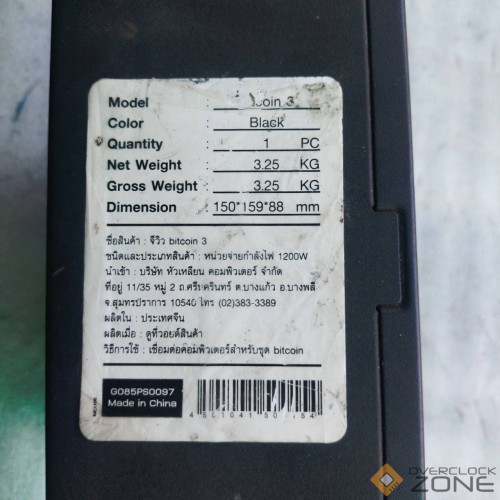 Model : coin 3
Color : Black
Quantity : 1 PC
Net Weight : 3.25 KG
Gross Weight : 3.25 KG
Dimension : 150*159*88 mm
ชื่อสินค้า : จีวิว bitcoin 3
ชนิดและประเภทสินค้า : หน่วยจ่ายกำลังไฟ 1200W
นำเข้า : บริษัท หัวเหลียน คอมพิวเตอร์ จำกัด
ที่อยู่ 11/35 หมู่ 2 ถ.ศรีนครินทร์ ต.บางแก้ว อ.บางพลี
จ.สมุทรปราการ 10540 โทร (02)383-3389
ผลิตใน : ประเทศจีน
ผลิตเมื่อ : ดูที่วอยด์สินค้า
วิธีการใช้ : เชื่อมต่อคอมพิวเตอร์สำหรับชุด bitcoin
G085PS0097
Made in China
OVERCLOCK
ZONE